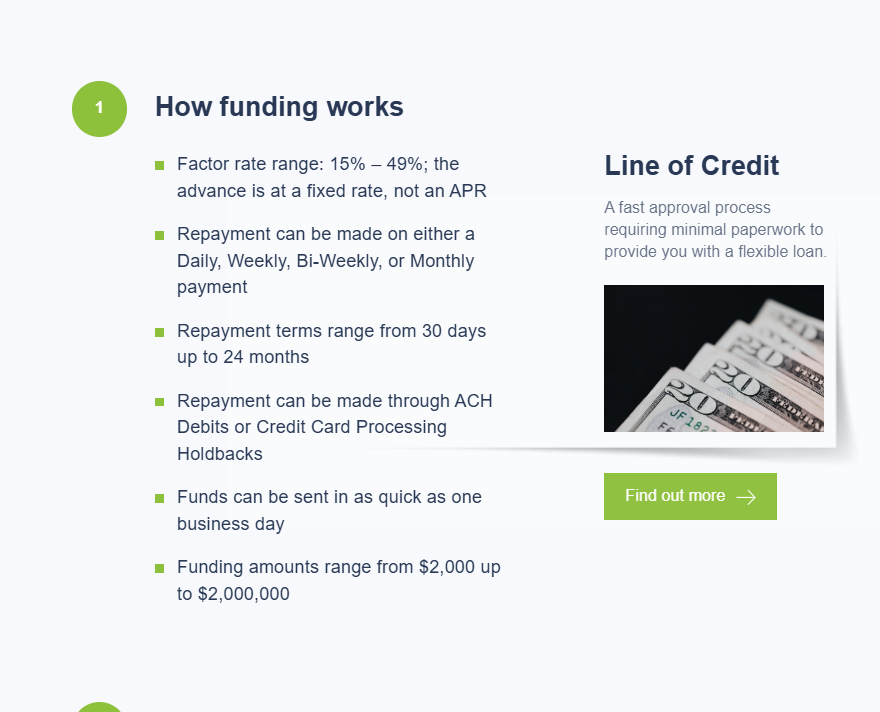 1
How funding works
Factor rate range: 15% – 49%; the
advance is at a fixed rate, not an APR
Repayment can be made on either a
Daily, Weekly, Bi-Weekly, or Monthly
payment
Repayment terms range from 30 days
up to 24 months
Repayment can be made through ACH
Debits or Credit Card Processing
Holdbacks
Funds can be sent in as quick as one
business day
Funding amounts range from $2,000 up
to $2,000,000
Line of Credit
A fast approval process
requiring minimal paperwork to
provide you with a flexible loan.
20
20
20
20
Find out more